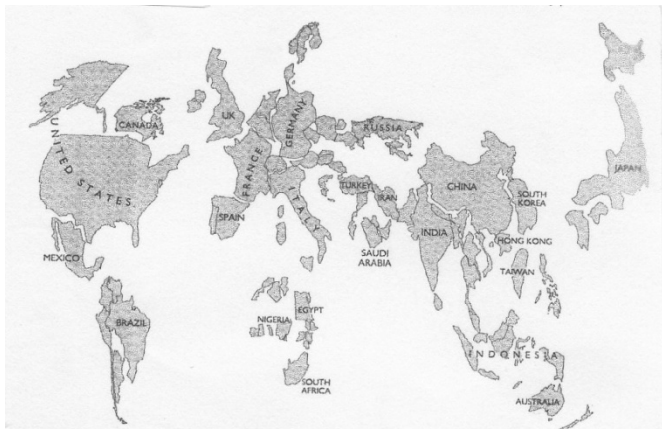 CANADA
UNITED STATES
MEXICO
BRAZIL
UK
FRANCE
GERMANY
SPAIN
ITALY
RUSSIA
TURKEY
IRAN
SAUDI
ARABIA
EGYPT
NIGERIA
SOUTH
AFRICA
CHINA
INDIA
SOUTH
KOREA
JAPAN
HONG KONG
TAIWAN
INDONESIA
AUSTRALIA